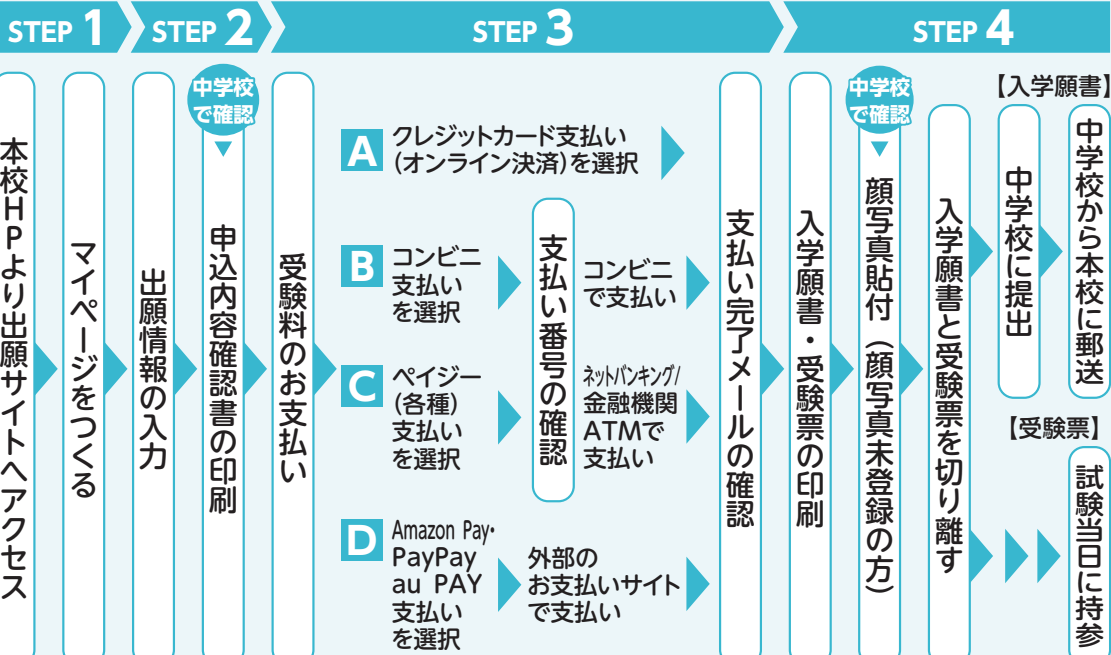 STEP 1
STEP 2
STEP 3
STEP 4
本校HPより出願サイトへアクセス
マイページをつくる
出願情報の入力
中学校
で確認
申込内容確認書の印刷
受験料のお支払い
A
クレジットカード支払い
(オンライン決済)を選択
B
コンビニ
支払い
を選択
C
ペイジー
(各種)
支払い
を選択
支払い番号の確認
コンビニ
で支払い
ネットバンキング/
金融機関
ATMで
支払い
D
Amazon Pay・
PayPay
au PAY
支払い
を選択
外部の
お支払いサイト
で支払い
支払い完了メールの確認
入学願書・受験票の印刷
中学校
で確認
顔写真貼付(顔写真未登録の方)
入学願書と受験票を切り離す
【入学願書】
中学校に提出
中学校から本校に郵送
【受験票】
試験当日に持参